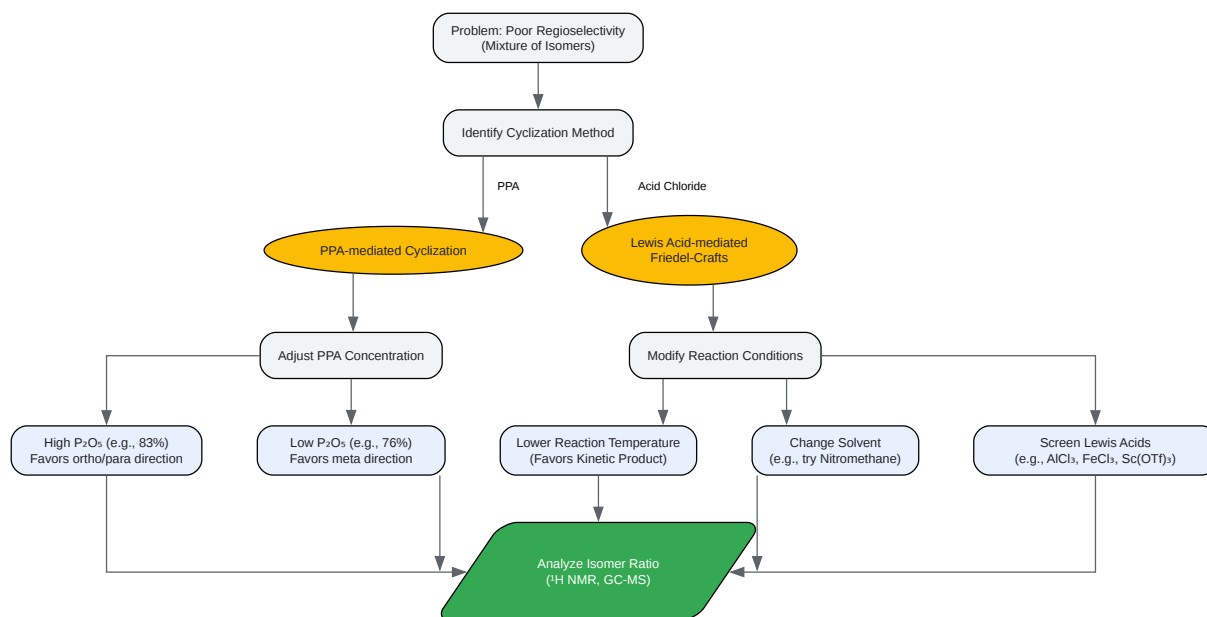 Problem: Poor Regioselectivity
(Mixture of Isomers)
Identify Cyclization Method
PPA
Acid Chloride
PPA-mediated Cyclization
Lewis Acid-mediated
Friedel-Crafts
Adjust PPA Concentration
Modify Reaction Conditions
High P₂O₅ (e.g., 83%)
Favors ortho/para direction
Low P₂O₅ (e.g., 76%)
Favors meta direction
Lower Reaction Temperature
(Favors Kinetic Product)
Change Solvent
(e.g., try Nitromethane)
Screen Lewis Acids
(e.g., AlCl₃, FeCl₃, Sc(OTf)₃)
Analyze Isomer Ratio
(¹H NMR, GC-MS)